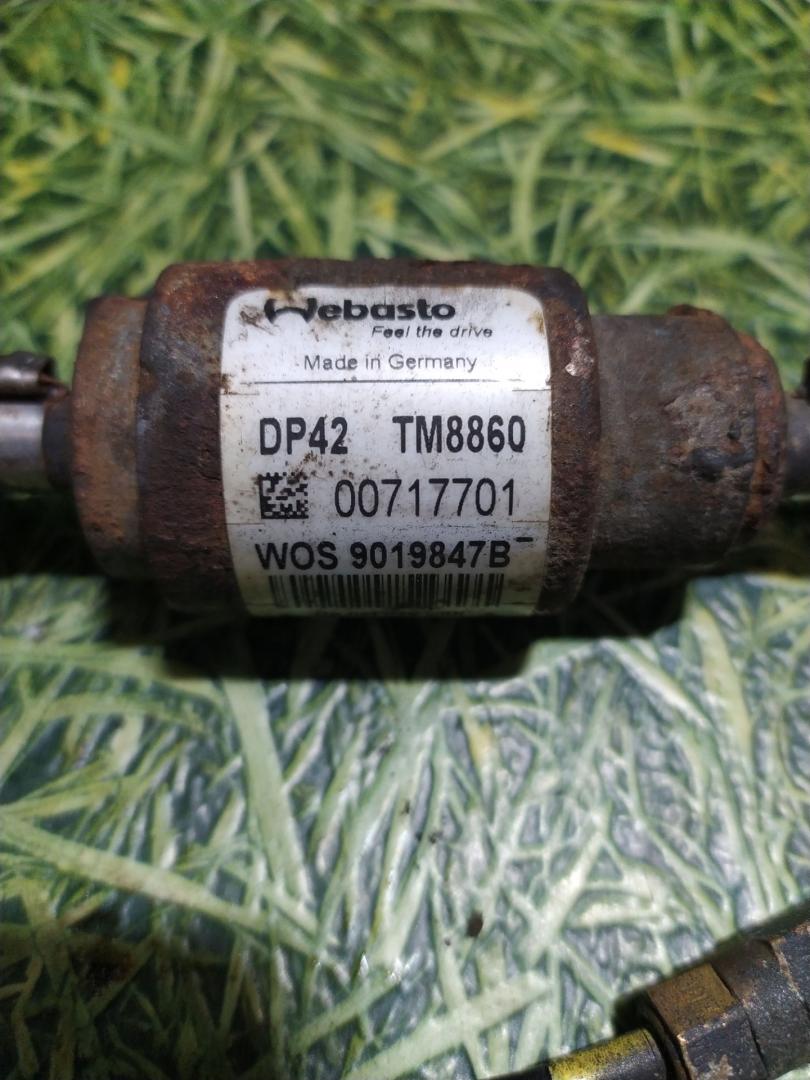 Webasto
Feel the drive
Made in Germany
DP42 TM8860
00717701
WOS 9019847B